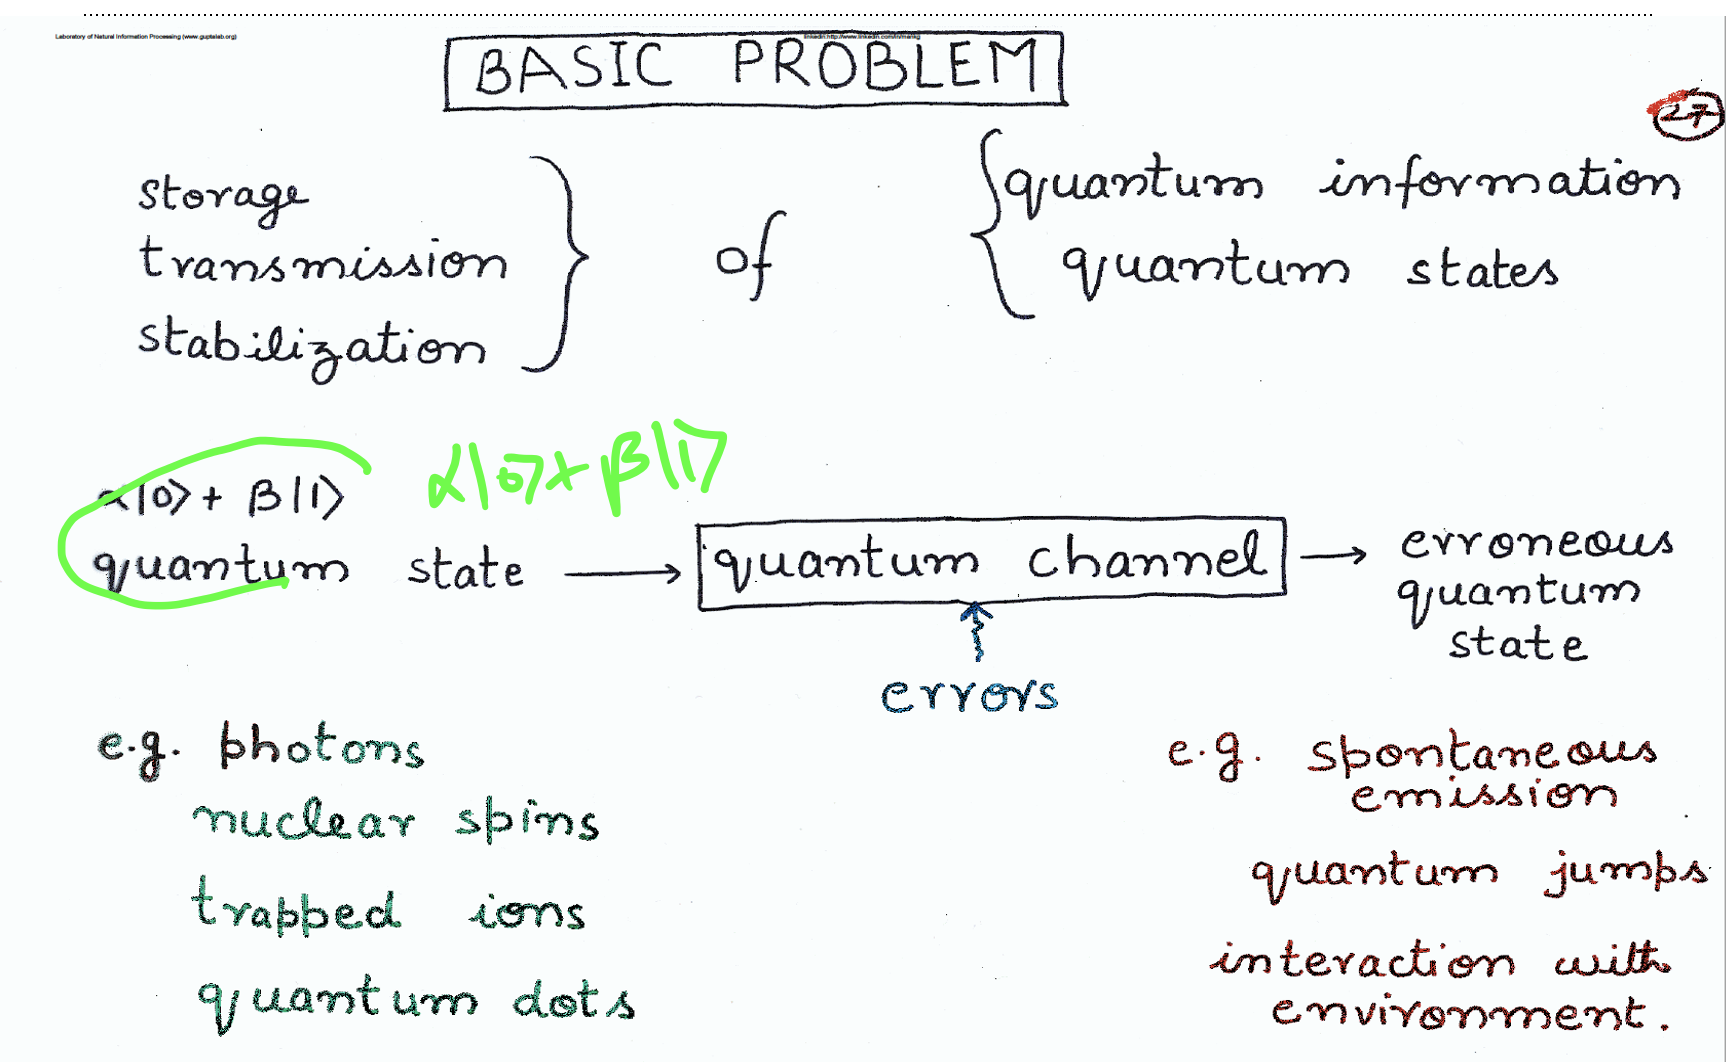 Laboratory of Natural Information Processing (www.guptalab.org)
BASIC PROBLEM
27
storage
transmission
stabilization
of
quantum information
quantum states
α|0⟩ + β|1⟩
α|0⟩+ β|1⟩
quantum state → quantum channel → erroneous
quantum
state
errors
e.g. photons
nuclear spins
trapped ions
quantum dots
e.g. spontaneous
emission
quantum jumps
interaction with
environment.